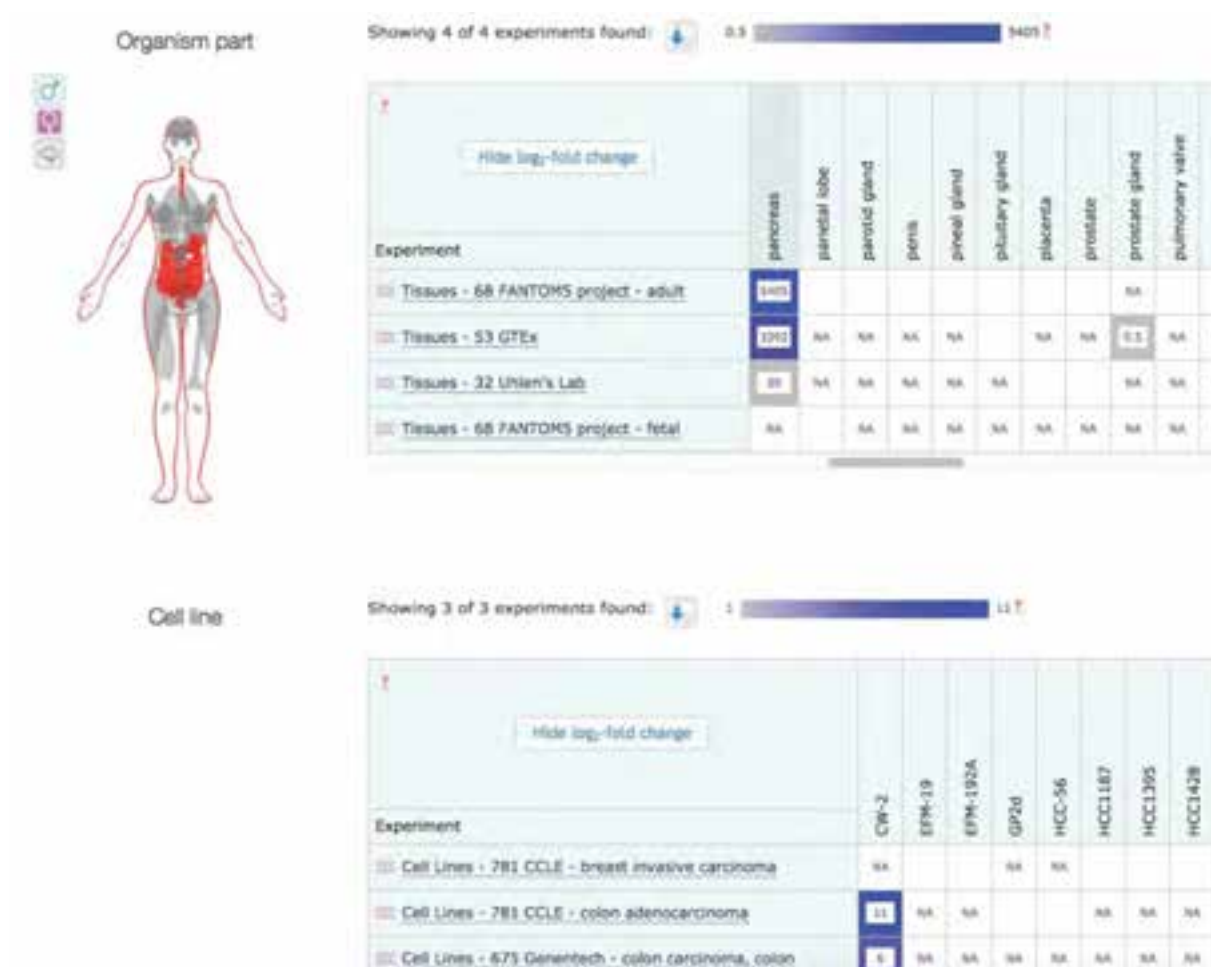 Organism part
Showing 4 of 4 experiments found:
0.5
Hide log₂-fold change
Experiment
pancreas
parietal lobe
parotid gland
penis
pineal gland
pituitary gland
placenta
prostate
prostate gland
pulmonary valve
Tissues - 68 FANTOM5 project - adult NA
Tissues - 53 GTEx NA NA NA NA NA NA 0.5 NA
Tissues - 32 Uhlen's Lab NA NA NA NA NA NA NA
Tissues - 68 FANTOM5 project - fetal NA NA NA NA NA NA NA NA NA
Cell line
Showing 3 of 3 experiments found:
1 11 ?
?
Hide log₂-fold change
Experiment
CW-2
EFM-19
EFM-192A
GP2d
HCC-56
HCC1187
HCC1395
HCC1428
Cell Lines - 781 CCLE - breast invasive carcinoma NA NA NA
Cell Lines - 781 CCLE - colon adenocarcinoma 11 NA NA NA NA NA
Cell Lines - 675 Genentech - colon carcinoma, colon NA NA NA NA NA NA NA